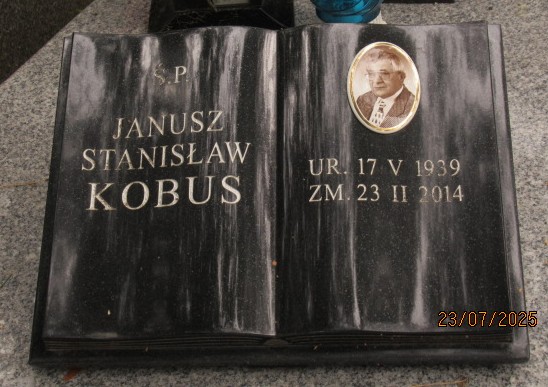 Ś.P.
JANUSZ
STANISŁAW
KOBUS
UR. 17 V 1939
ZM. 23 II 2014
23/07/2025